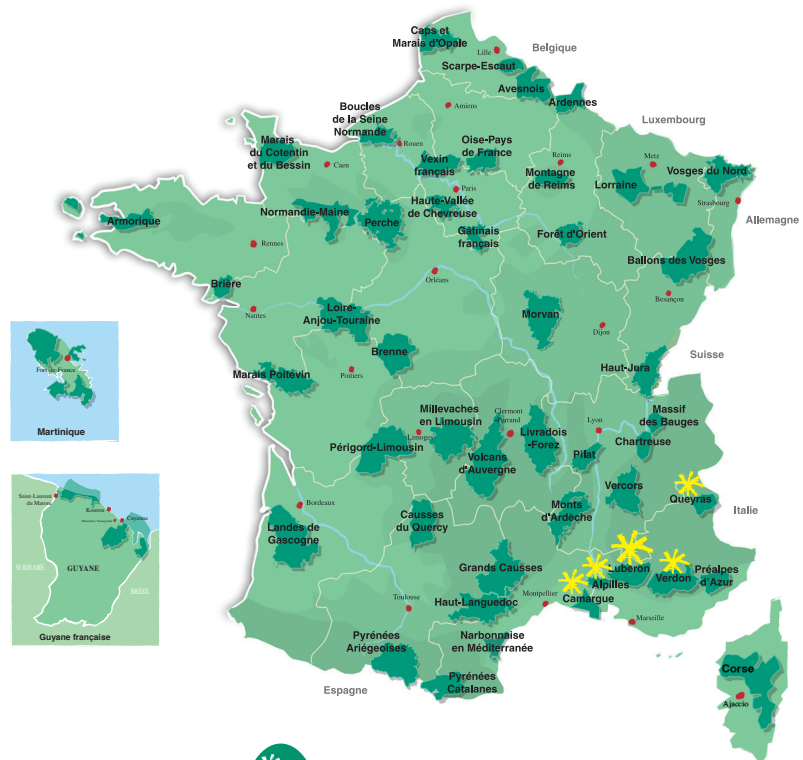 Caps et
Marais d'Opale
Lille
Belgique
Scarpe-Escaut
Avesnois
Ardennes
Amiens
Luxembourg
Boucles
de la Seine
Normande
Rouen
Marais
du Cotentin
et du Bessin
Caen
Oise-Pays
de France
Vexin
français
Reims
Montagne
de Reims
Metz
Lorraine
Vosges du Nord
Strasbourg
Allemagne
Paris
Haute-Vallée
de Chevreuse
Gâtinais
français
Normandie-Maine
Perche
Armorique
Rennes
Forêt d'Orient
Ballons des Vosges
Brière
Nantes
Orléans
Besançon
Loire-
Anjou-Touraine
Morvan
Dijon
Brenne
Suisse
Marais Poitevin
Poitiers
Haut-Jura
Fort-de-France
Martinique
Massif
des Bauges
Millevaches
en Limousin
Clermont
Ferrand
Limoges
Livradois
-Forez
Lyon
Chartreuse
Périgord-Limousin
Volcans
d'Auvergne
Pilat
Vercors
Queyras
Italie
Saint-Laurent
du Maroni
Kourou
Cayenne
SURINAME
GUYANE
BRÉSIL
Guyane française
Bordeaux
Landes de
Gascogne
Causses
du Quercy
Monts
d'Ardèche
Grands Causses
Luberon
Alpilles
Verdon
Préalpes
d'Azur
Camargue
Toulouse
Haut-Languedoc
Montpellier
Marseille
Pyrénées
Ariégeoises
Narbonnaise
en Méditerranée
Espagne
Pyrénées
Catalanes
Corse
Ajaccio